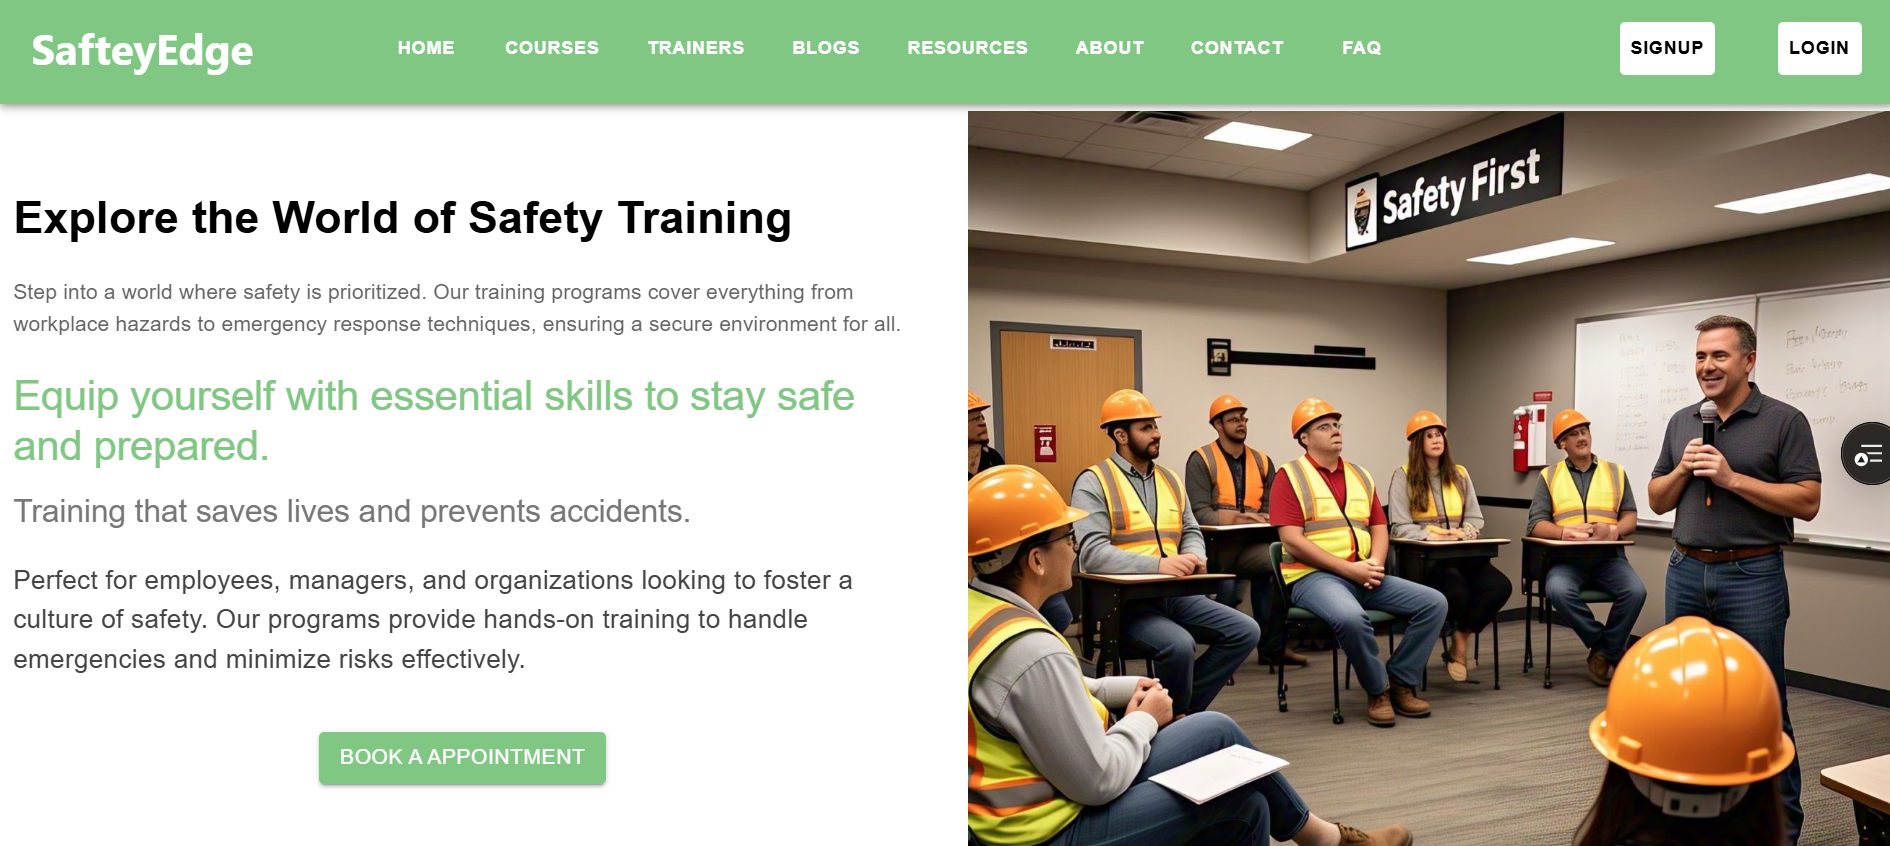 SafteyEdge
HOME COURSES TRAINERS BLOGS RESOURCES ABOUT CONTACT FAQ SIGNUP LOGIN
Explore the World of Safety Training
Step into a world where safety is prioritized. Our training programs cover everything from
workplace hazards to emergency response techniques, ensuring a secure environment for all.
Equip yourself with essential skills to stay safe
and prepared.
Training that saves lives and prevents accidents.
Perfect for employees, managers, and organizations looking to foster a
culture of safety. Our programs provide hands-on training to handle
emergencies and minimize risks effectively.
BOOK A APPOINTMENT
Safety First